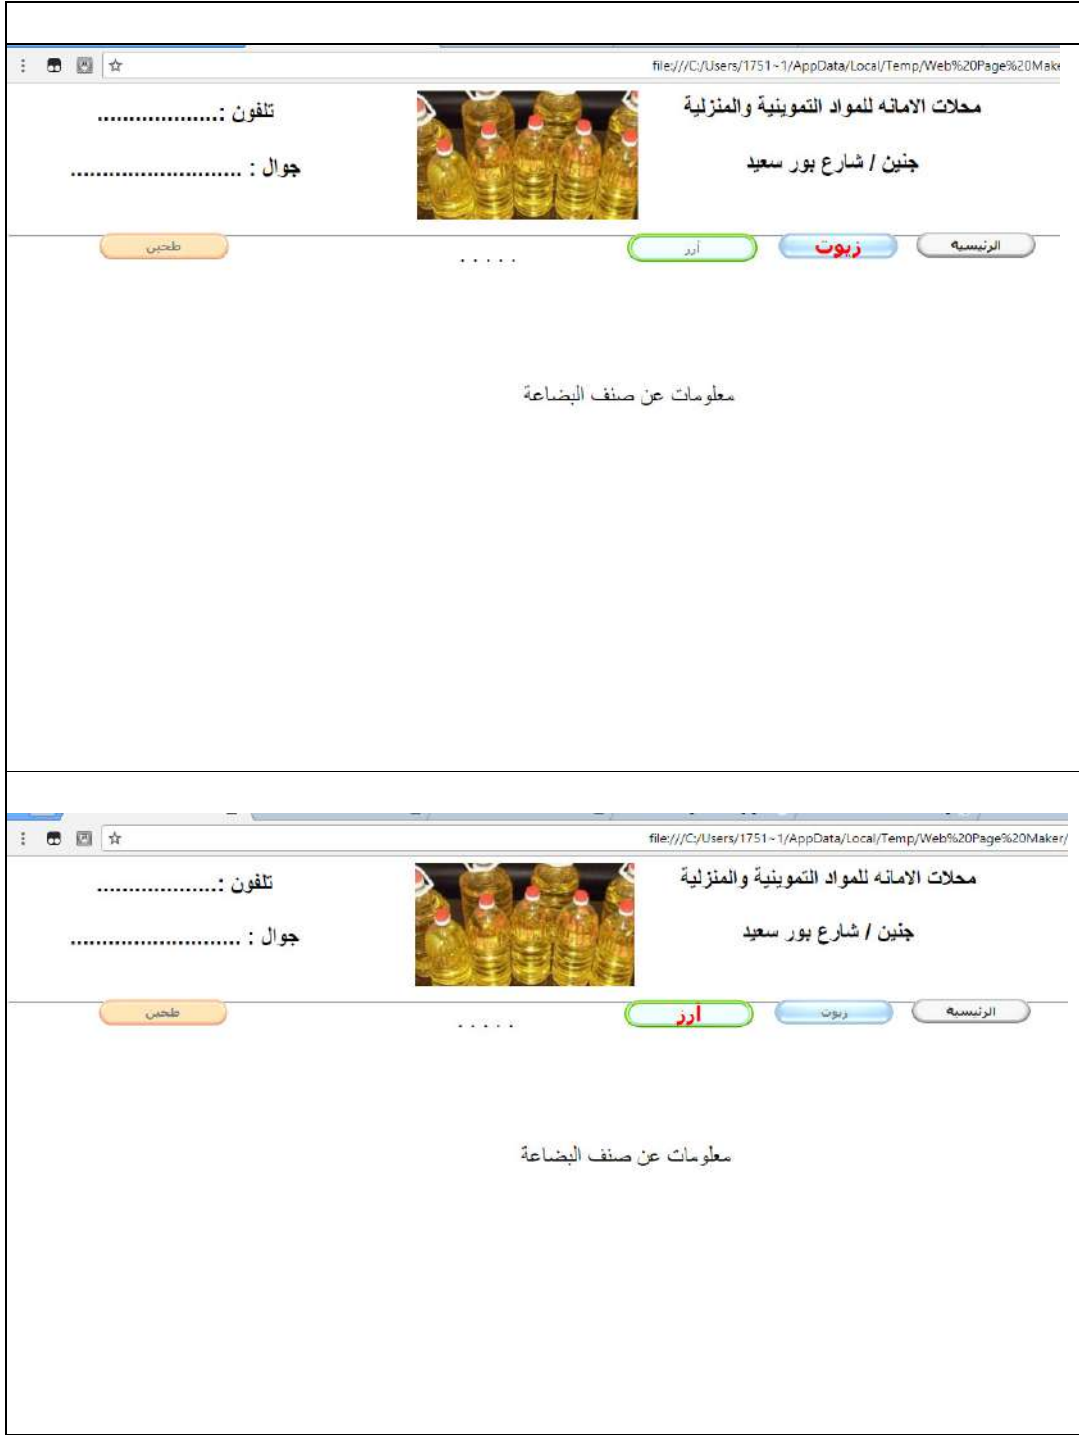 file:///C:/Users/1751~1/AppData/Local/Temp/Web%20Page%20Make
محلات الامانه للمواد التموينية والمنزلية
تلفون :...................
جنين / شارع بور سعيد
جوال : ...........................
الرئيسيه زيوت أرز . . . . . طحين
معلومات عن صنف البضاعة
file:///C:/Users/1751~1/AppData/Local/Temp/Web%20Page%20Maker/
محلات الامانه للمواد التموينية والمنزلية
تلفون :...................
جنين / شارع بور سعيد
جوال : ...........................
الرئيسيه زيوت أرز . . . . . طحين
معلومات عن صنف البضاعة